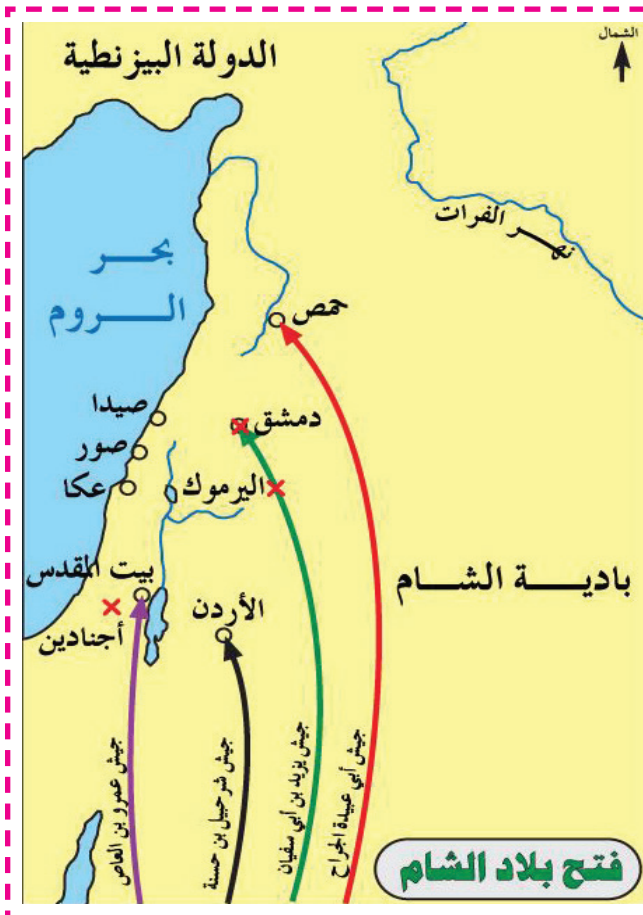 الشمال
الدولة البيزنطية
نهر الفرات
بحر
الروم
حمص
دمشق
صيدا
صور
عكا
اليرموك
بادية الشام
بيت المقدس
أجنادين
الأردن
جيش عمرو بن العاص
جيش شرحبيل بن حسنة
جيش يزيد بن أبي سفيان
جيش أبي عبيدة الجراح
فتح بلاد الشام